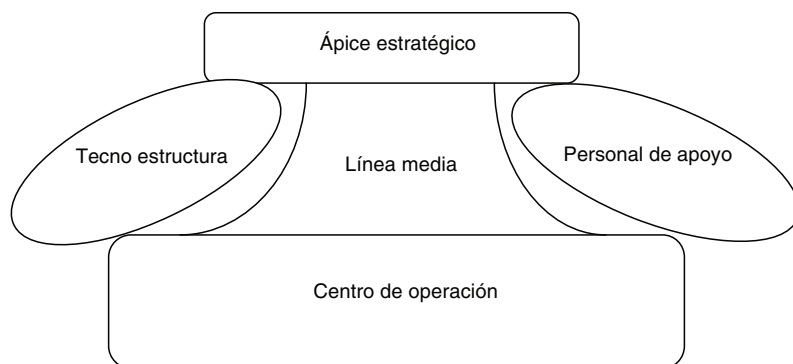 Ápice estratégico
Tecno estructura
Línea media
Personal de apoyo
Centro de operación